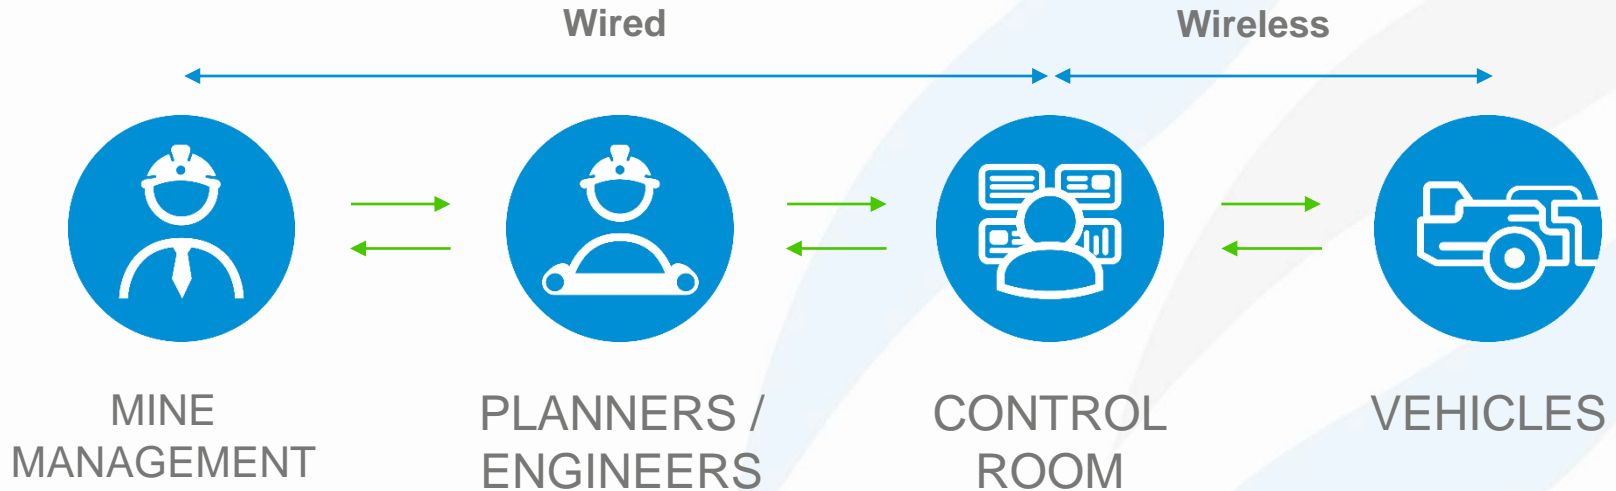 Wired
Wireless
MINE
MANAGEMENT
PLANNERS /
ENGINEERS
CONTROL
ROOM
VEHICLES